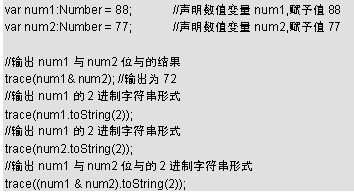 var num1:Number = 88; //声明数值变量 num1,赋予值 88
var num2:Number = 77; //声明数值变量 num2,赋予值 77
//输出 num1 与 num2 位与的结果
trace(num1& num2); //输出为 72
//输出 num1 的 2 进制字符串形式
trace(num1.toString(2));
//输出 num1 的 2 进制字符串形式
trace(num2.toString(2));
//输出 num1 与 num2 位与的 2 进制字符串形式
trace((num1 & num2).toString(2));